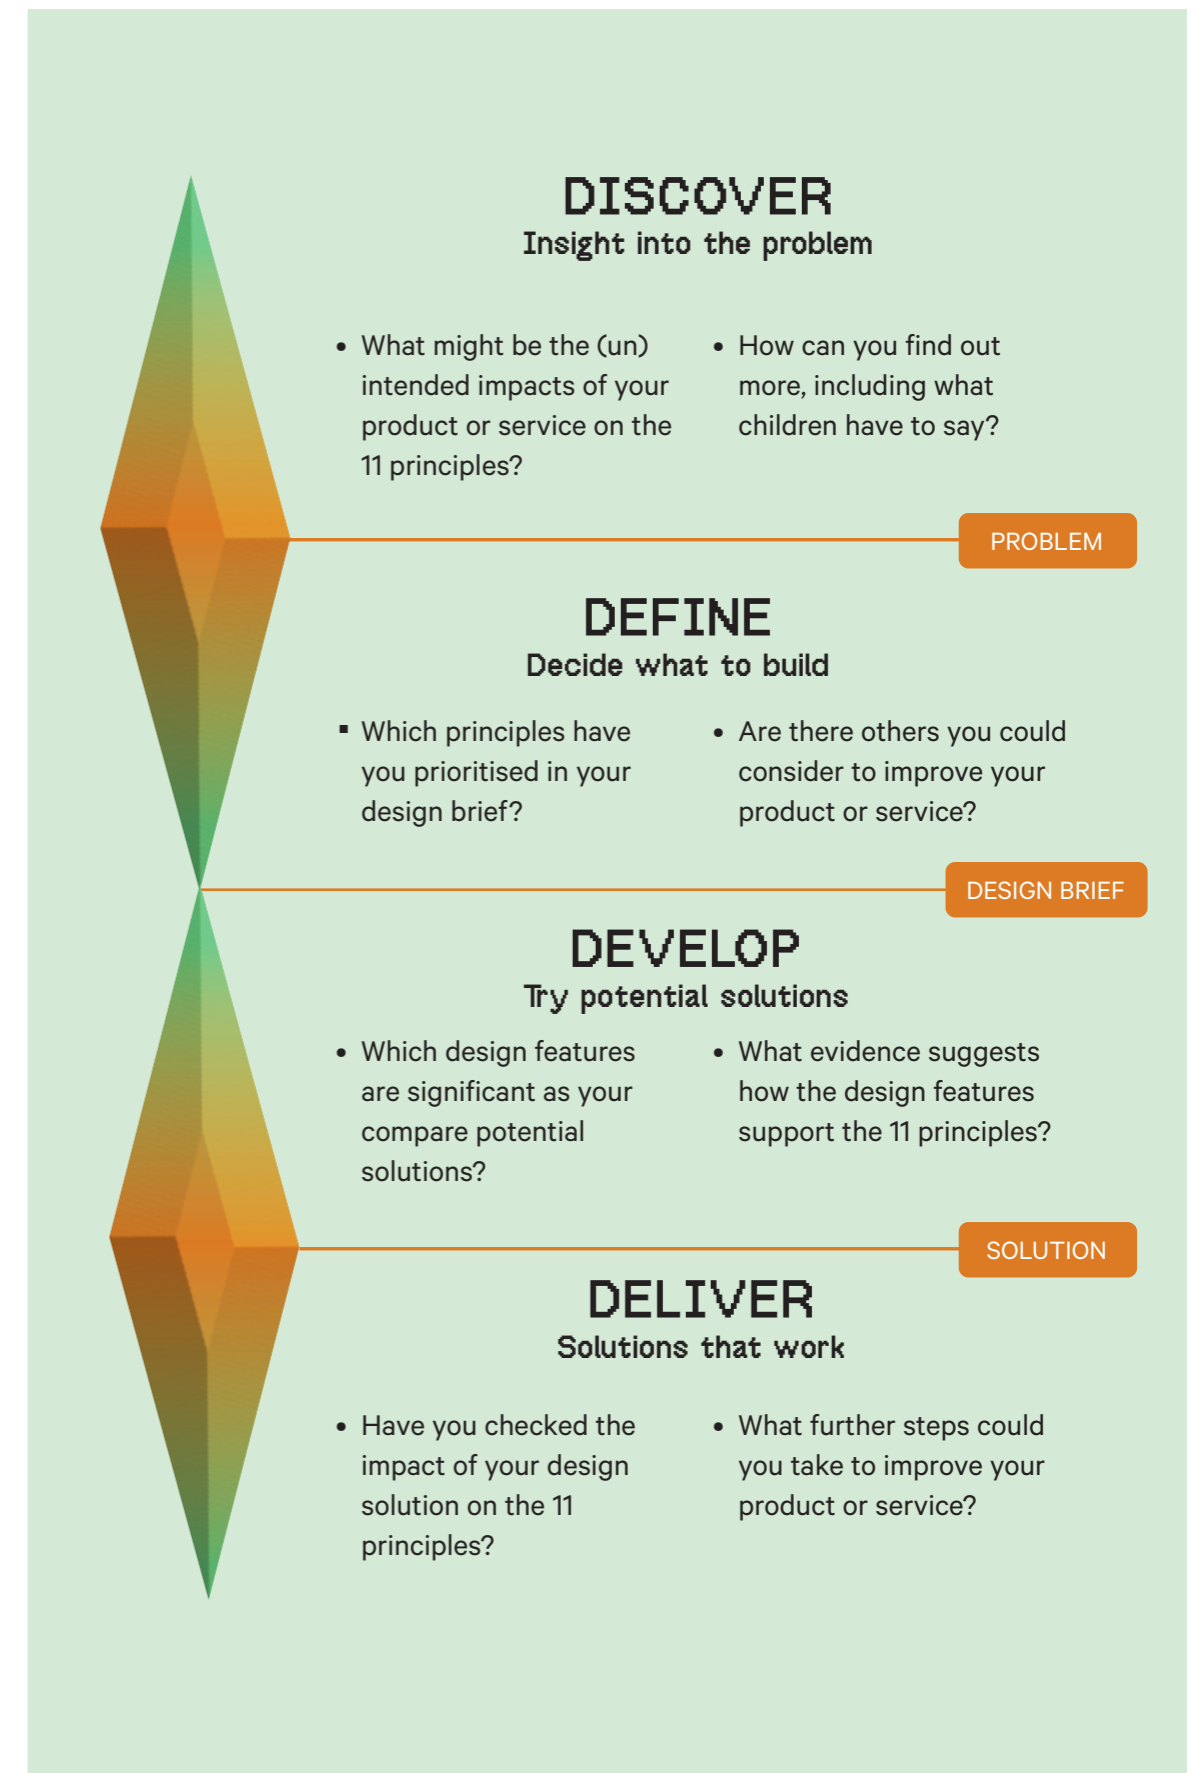 DISCOVER
Insight into the problem
• What might be the (un)
intended impacts of your
product or service on the
11 principles?
• How can you find out
more, including what
children have to say?
PROBLEM
DEFINE
Decide what to build
▪ Which principles have
you prioritised in your
design brief?
• Are there others you could
consider to improve your
product or service?
DESIGN BRIEF
DEVELOP
Try potential solutions
• Which design features
are significant as your
compare potential
solutions?
• What evidence suggests
how the design features
support the 11 principles?
SOLUTION
DELIVER
Solutions that work
• Have you checked the
impact of your design
solution on the 11
principles?
• What further steps could
you take to improve your
product or service?